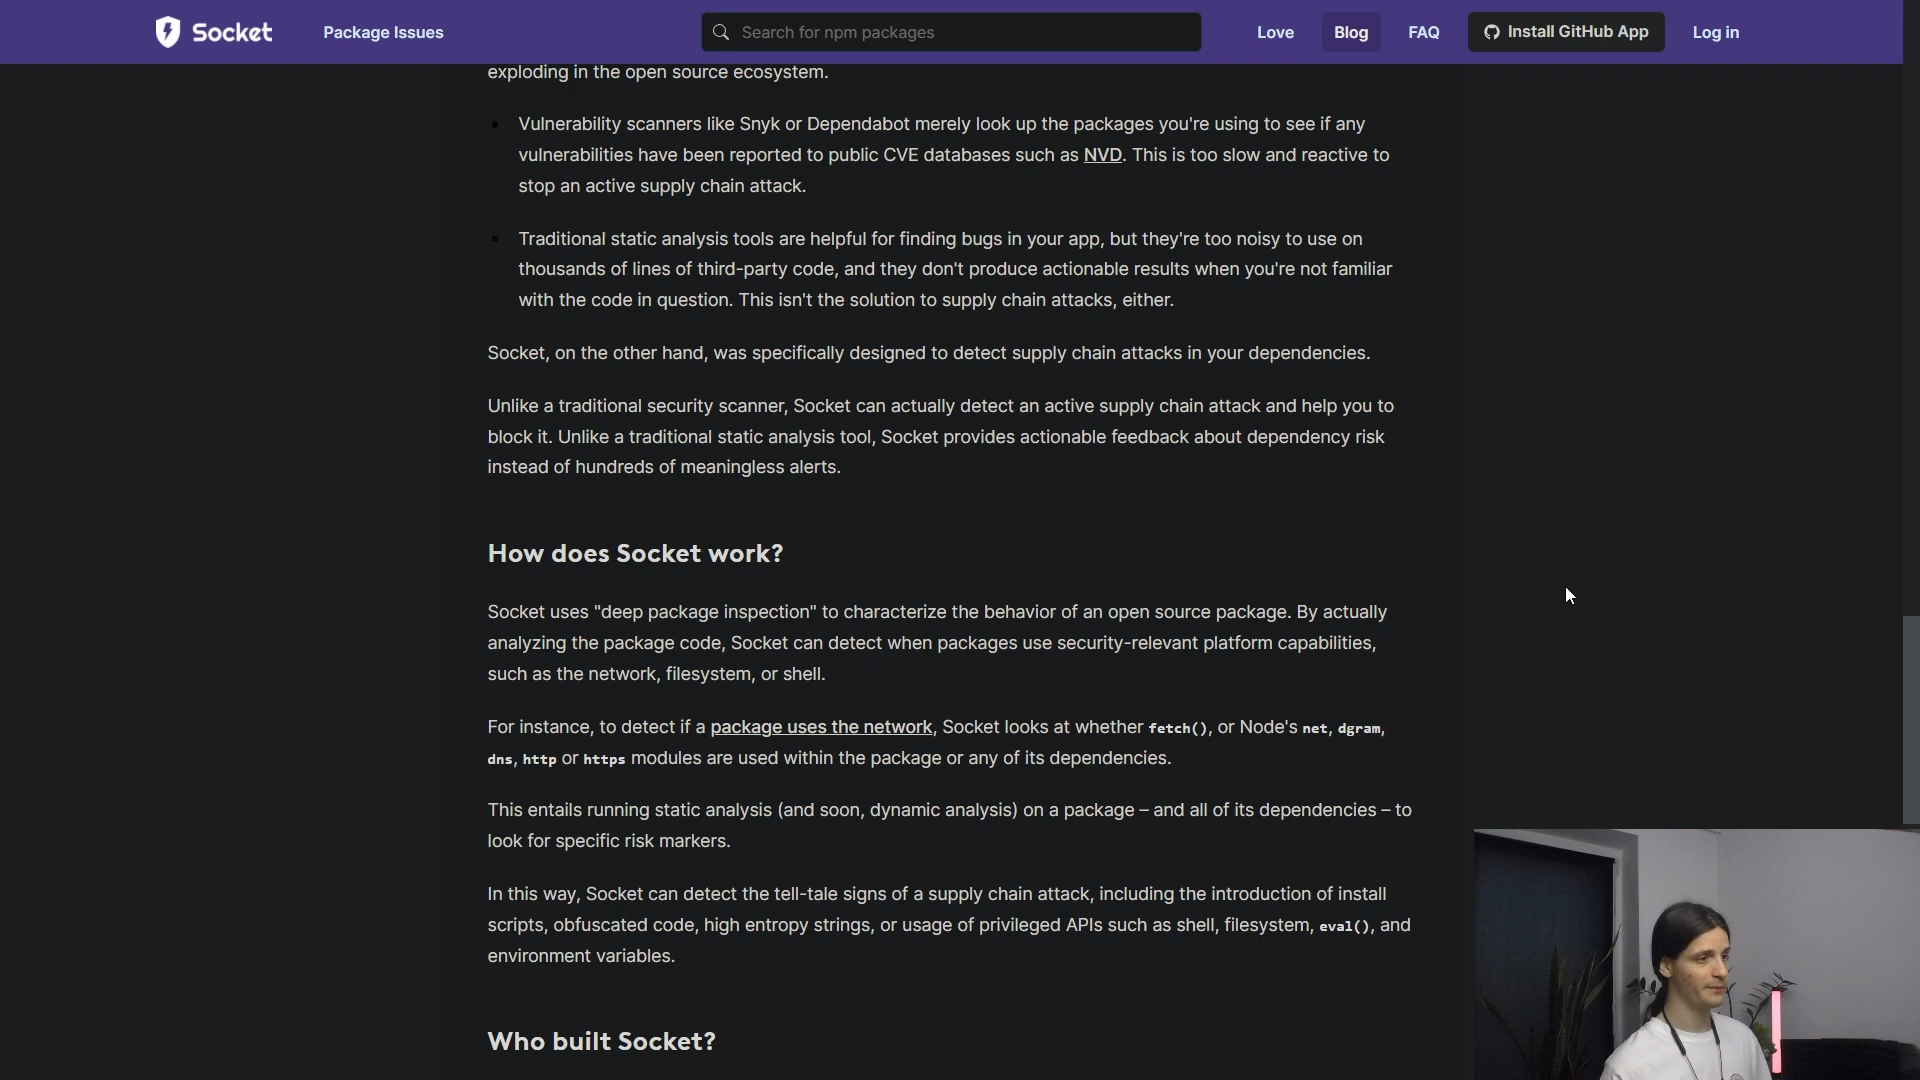 Socket
Package Issues
Search for npm packages
Love
Blog
FAQ
Install GitHub App
Log in
exploding in the open source ecosystem.
Vulnerability scanners like Snyk or Dependabot merely look up the packages you're using to see if any
vulnerabilities have been reported to public CVE databases such as NVD. This is too slow and reactive to
stop an active supply chain attack.
Traditional static analysis tools are helpful for finding bugs in your app, but they're too noisy to use on
thousands of lines of third-party code, and they don't produce actionable results when you're not familiar
with the code in question. This isn't the solution to supply chain attacks, either.
Socket, on the other hand, was specifically designed to detect supply chain attacks in your dependencies.
Unlike a traditional security scanner, Socket can actually detect an active supply chain attack and help you to
block it. Unlike a traditional static analysis tool, Socket provides actionable feedback about dependency risk
instead of hundreds of meaningless alerts.
How does Socket work?
Socket uses "deep package inspection" to characterize the behavior of an open source package. By actually
analyzing the package code, Socket can detect when packages use security-relevant platform capabilities,
such as the network, filesystem, or shell.
For instance, to detect if a package uses the network, Socket looks at whether fetch(), or Node's net, dgram,
dns, http or https modules are used within the package or any of its dependencies.
This entails running static analysis (and soon, dynamic analysis) on a package – and all of its dependencies – to
look for specific risk markers.
In this way, Socket can detect the tell-tale signs of a supply chain attack, including the introduction of install
scripts, obfuscated code, high entropy strings, or usage of privileged APIs such as shell, filesystem, eval(), and
environment variables.
Who built Socket?